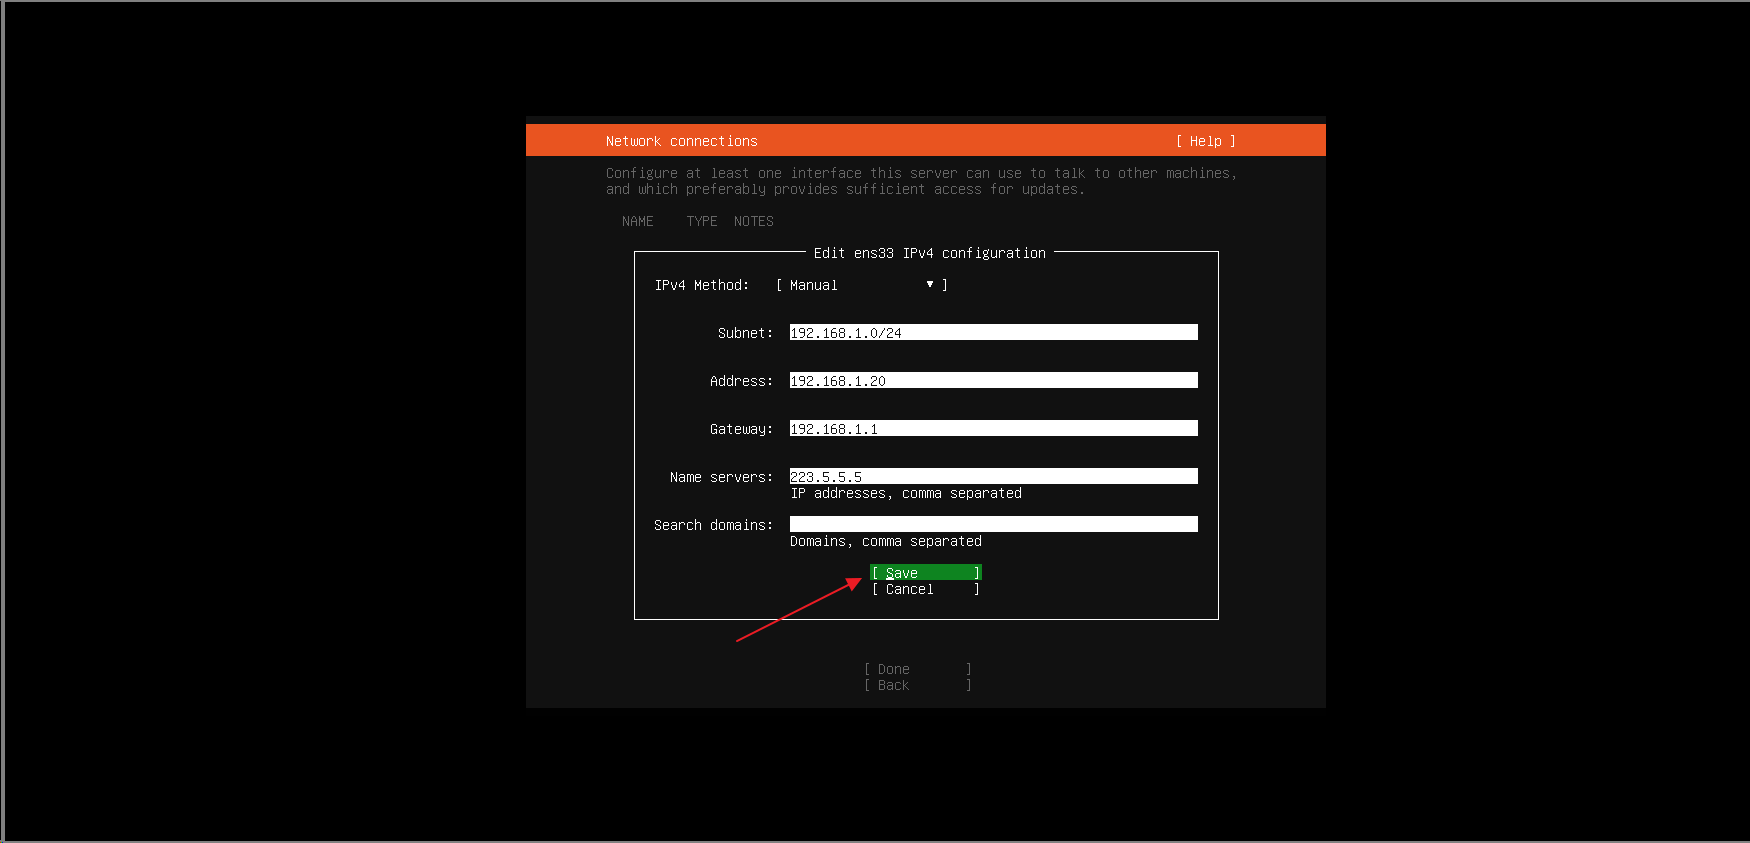 Network connections [ Help ]
Configure at least one interface this server can use to talk to other machines,
and which preferably provides sufficient access for updates.
NAME TYPE NOTES
Edit ens33 IPv4 configuration
IPv4 Method: [ Manual ▼ ]
Subnet: 192.168.1.0/24
Address: 192.168.1.20
Gateway: 192.168.1.1
Name servers: 223.5.5.5
IP addresses, comma separated
Search domains:
Domains, comma separated
[ Save ]
[ Cancel ]
[ Done ]
[ Back ]